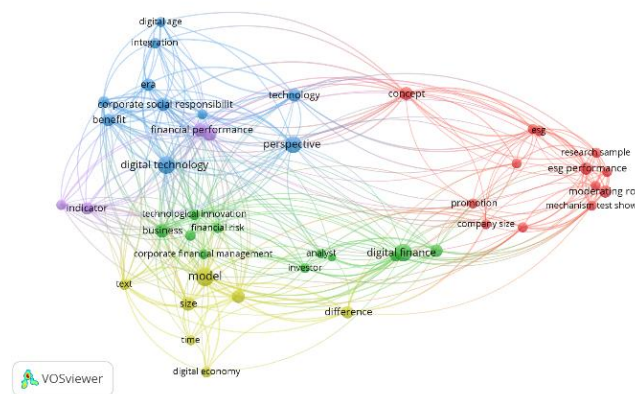 digital age
integration
era
technology
concept
corporate social responsibilit
benefit
financial performance
esg
perspective
research sample
digital technology
esg performance
moderating ro
indicator
promotion
mechanism test show
technological innovation
business
financial risk
company size
corporate financial management
analyst
digital finance
investor
model
text
size
difference
time
digital economy
VOSviewer